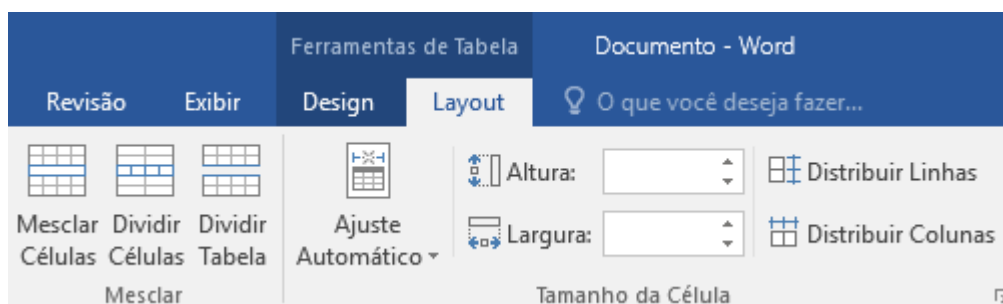 Ferramentas de Tabela Documento - Word
Revisão Exibir Design Layout O que você deseja fazer...
Mesclar Células
Dividir Células
Dividir Tabela
Mesclar
Ajuste Automático
Altura:
Largura:
Distribuir Linhas
Distribuir Colunas
Tamanho da Célula